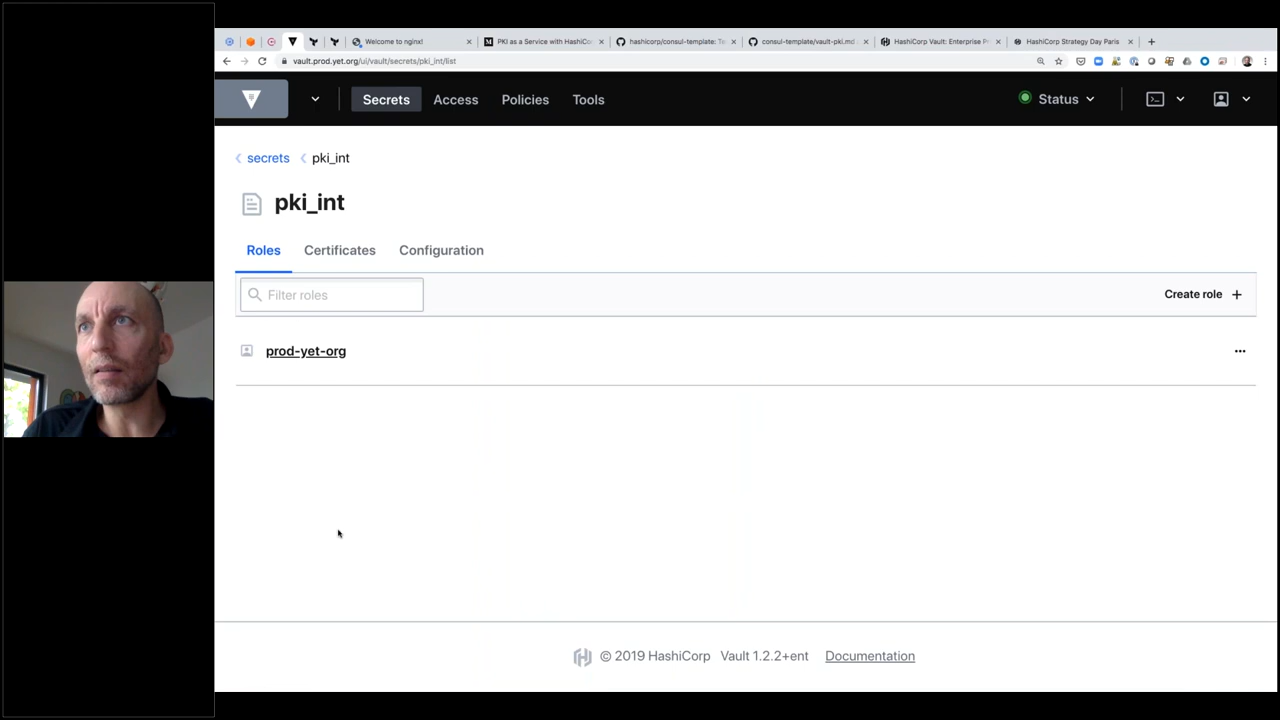 Welcome to nginx!
PKI as a Service with HashiCo
hashicorp/consul-template: Te
consul-template/vault-pki.md
HashiCorp Vault: Enterprise P
HashiCorp Strategy Day Paris
vault.prod.yet.org/ui/vault/secrets/pki_int/list
Secrets Access Policies Tools Status
secrets pki_int
pki_int
Roles Certificates Configuration
Filter roles Create role +
prod-yet-org ...
© 2019 HashiCorp Vault 1.2.2+ent Documentation